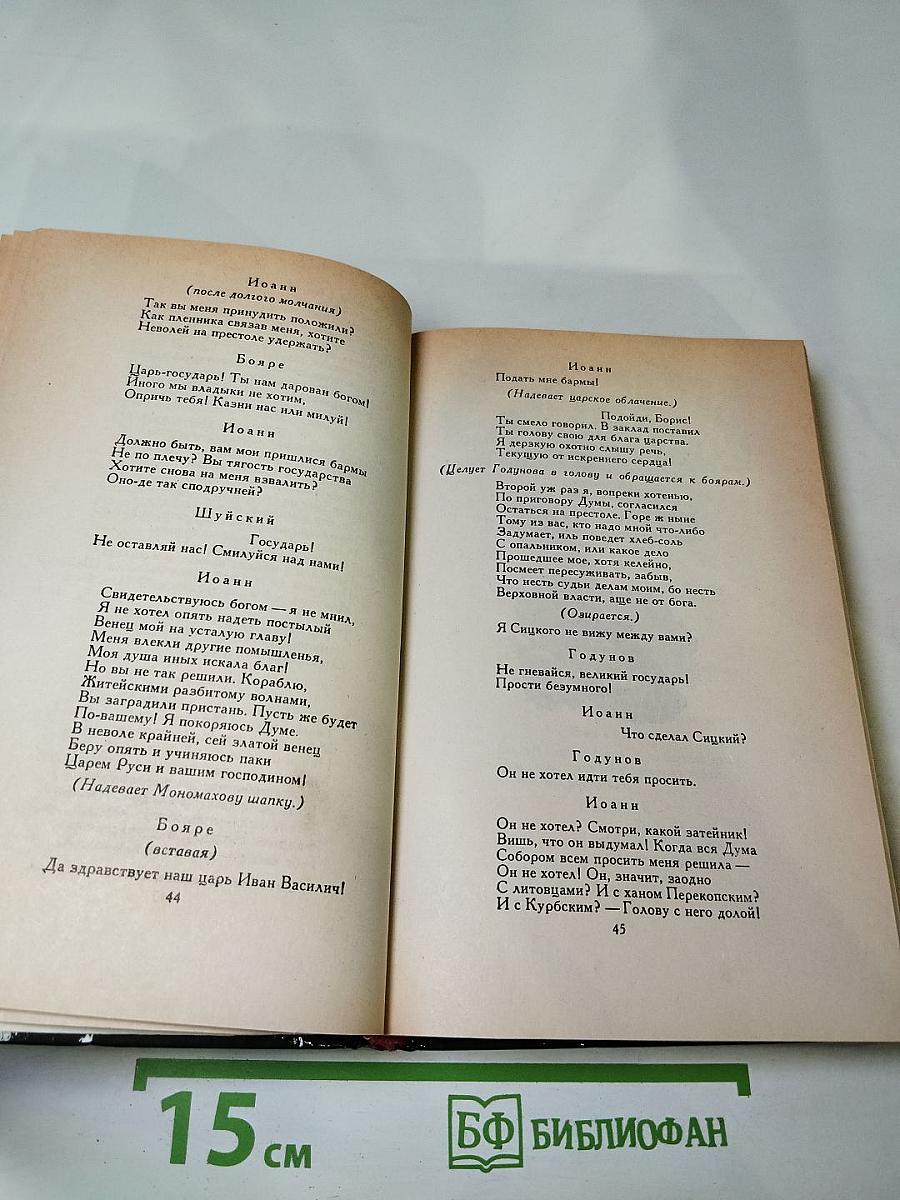 Иоанн
(после долгого молчания)
Так вы меня принудить положили?
Как пленника связав меня, хотите
Неволей на престоле удержать?
Бояре
Царь-государь! Ты нам дарован богом!
Иного мы владыки не хотим,
Опричь тебя! Казни нас или милуй!
Иоанн
Должно быть, вам мои пришлися бармы
Не по плечу? Вы тягость государства
Хотите снова на меня взвалить?
Оно-де так сподручней?
Шуйский
Государь!
Не оставляй нас! Смилуйся над нами!
Иоанн
Свидетельствуюсь богом — я не мнил,
Я не хотел опять надеть постылый
Венец мой на усталую главу!
Меня влекли другие помышленья,
Моя душа иных искала благ!
Но вы не так решили. Кораблю,
Житейскими разбитому волнами,
Вы заградили пристань. Пусть же будет
По-вашему! Я покоряюсь Думе.
В неволе крайней, сей златой венец
Беру опять и учиняюсь паки
Царем Руси и вашим господином!
(Надевает Мономахову шапку.)
Бояре
(вставая)
Да здравствует наш царь Иван Василич!
44
Иоанн
Подать мне бармы!
(Надевает царское облачение.)
Подойди, Борис!
Ты смело говорил. В заклад поставил
Ты голову свою для блага царства.
Я дерзкую охотно слышу речь,
Текущую от искреннего сердца!
(Целует Годунова в голову и обращается к боярам.)
Второй уж раз я, вопреки хотенью,
По приговору Думы, согласился
Остаться на престоле. Горе ж ныне
Тому из вас, кто надо мной что-либо
Задумает, иль поведет хлеб-соль
С опальником, или какое дело
Прошедшее мое, хотя келейно,
Посмеет пересуживать, забыв,
Что несть судьи делам моим, бо несть
Верховной власти, аще не от бога.
(Озирается.)
Я Сицкого не вижу между вами?
Годунов
Не гневайся, великий государь!
Прости безумного!
Иоанн
Что сделал Сицкий?
Годунов
Он не хотел идти тебя просить.
Иоанн
Он не хотел? Смотри, какой затейник!
Вишь, что он выдумал! Когда вся Дума
Собором всем просить меня решила —
Он не хотел! Он, значит, заодно
С литовцами? И с ханом Перекопским?
И с Курбским? — Голову с него долой!
45
15 см
БФ БИБЛИОФАН